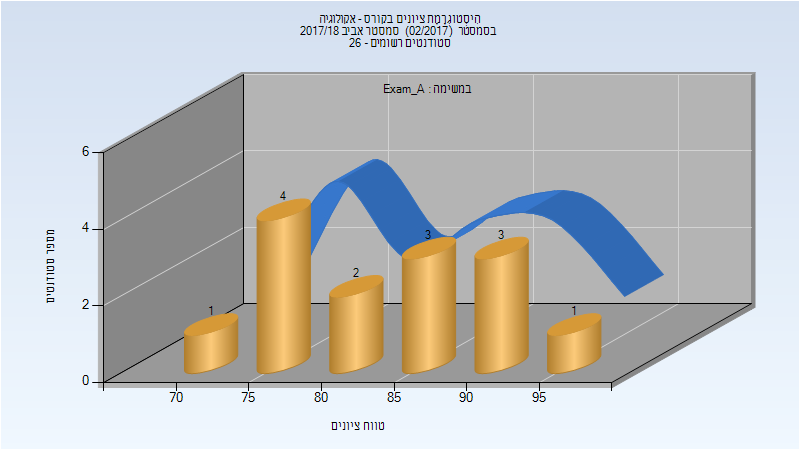 היסטוגרמת ציונים בקורס - אקולוגיה
בסמסטר (02/2017) סמסטר אביב 2017/18
סטודנטים רשומים - 26
במשימה : Exam_A
6
4
2
0
מספר סטודנטים
1
4
2
3
3
1
70
75
80
85
90
95
טווח ציונים